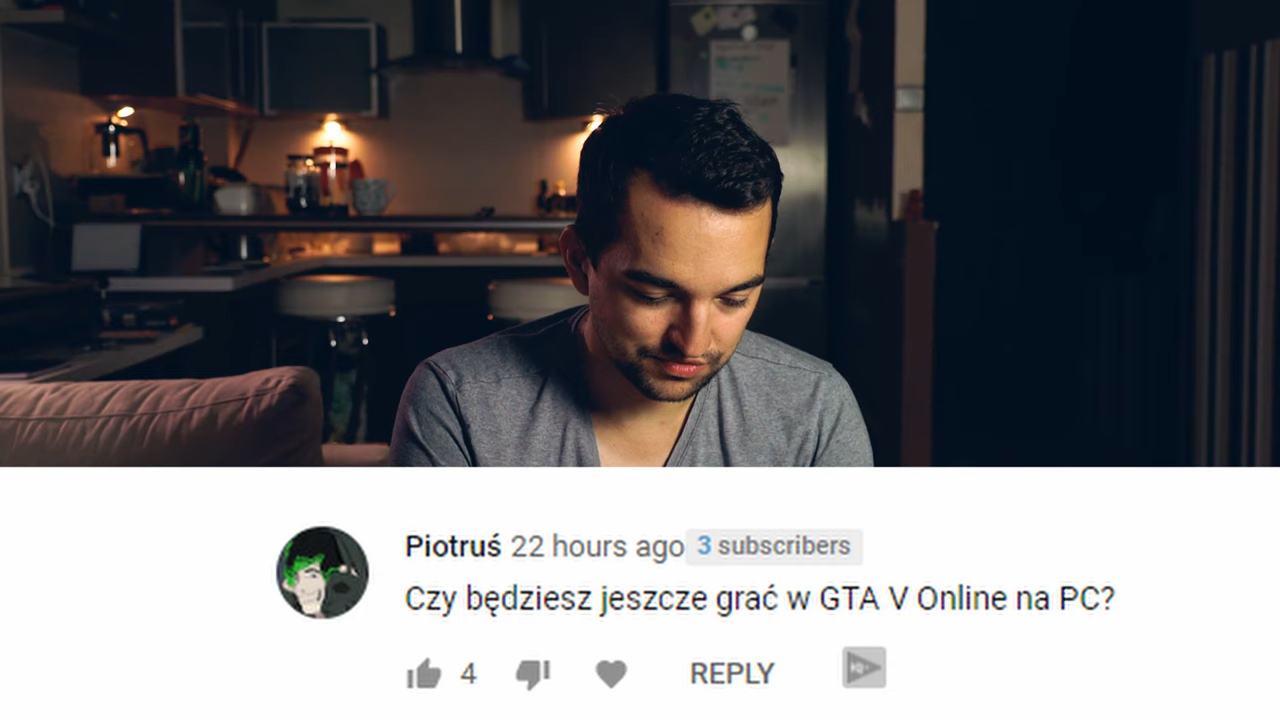 Piotruś 22 hours ago 3 subscribers
Czy będziesz jeszcze grać w GTA V Online na PC?
4 REPLY